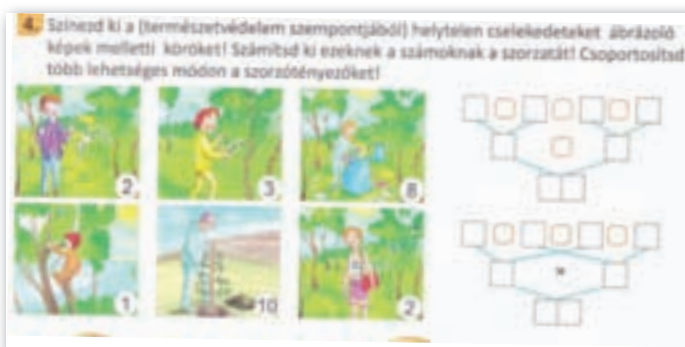 4. Színezd ki a (természetvédelem szempontjából) helytelen cselekedeteket ábrázoló
képek melletti köröket! Számítsd ki ezeknek a számoknak a szorzatát! Csoportosítsd
több lehetséges módon a szorzótényezőket!
2
3
8
1
10
2